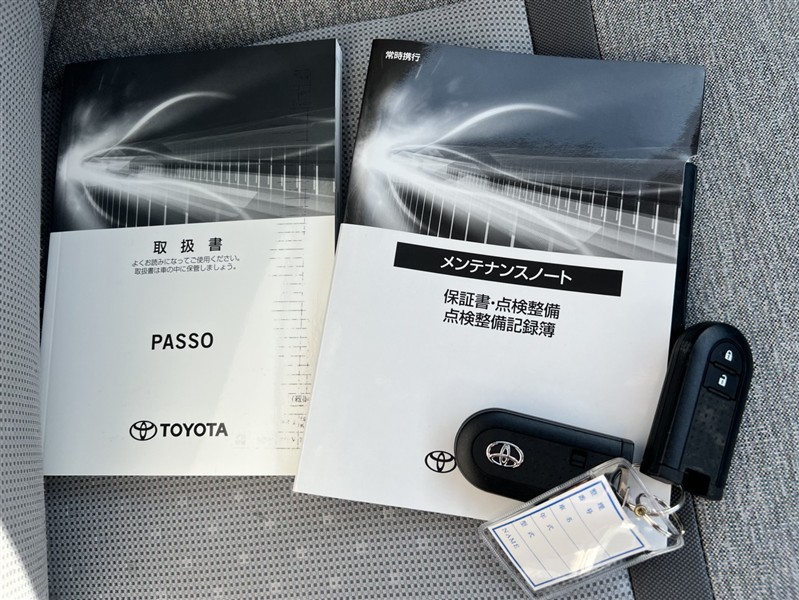 取扱書
よくお読みになってご使用ください。
取扱書は車の中に保管しましょう。
PASSO
TOYOTA
常時携行
メンテナンスノート
保証書・点検整備
点検整備記録簿
NAME